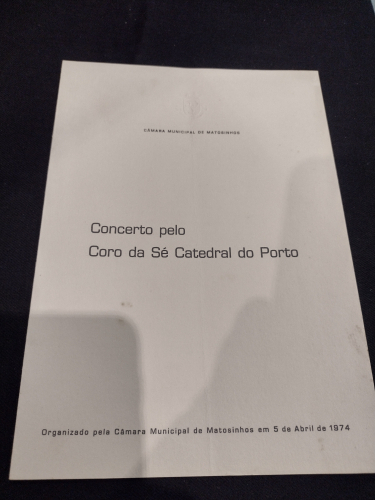 CÂMARA MUNICIPAL DE MATOSINHOS
Concerto pelo
Coro da Sé Catedral do Porto
Organizado pela Câmara Municipal de Matosinhos em 5 de Abril de 1974